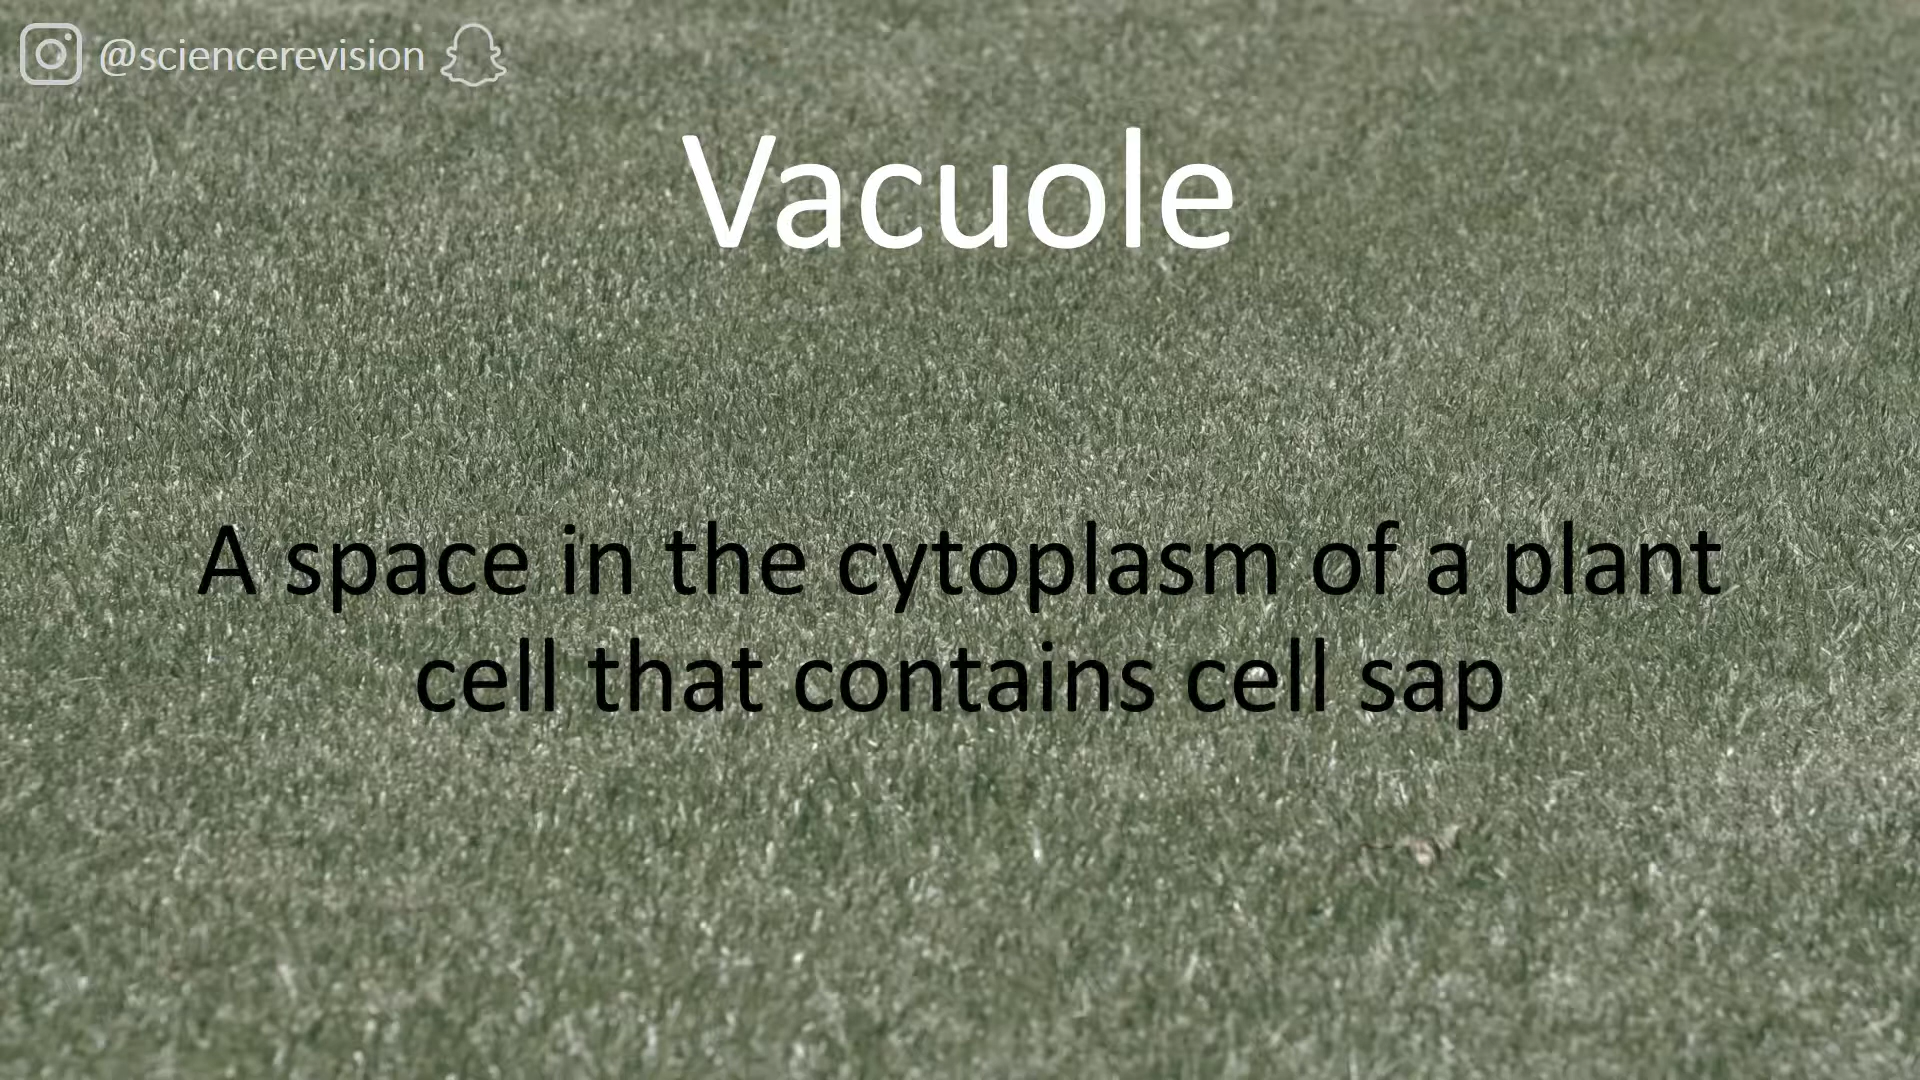 @sciencerevision
Vacuole
A space in the cytoplasm of a plant
cell that contains cell sap